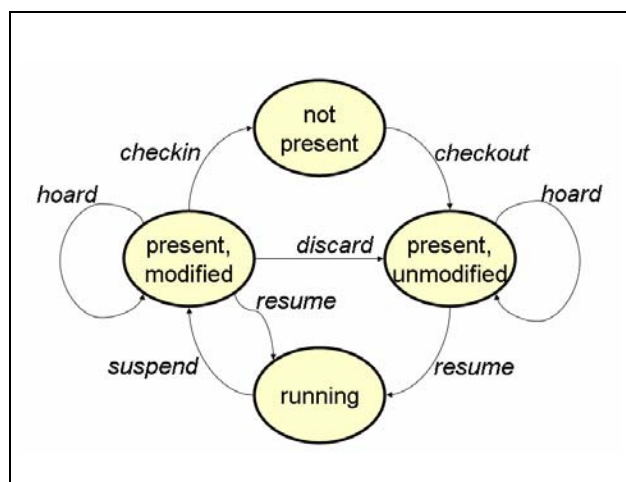 not
present
checkin
checkout
hoard
hoard
present,
modified
discard
present,
unmodified
resume
suspend
resume
running